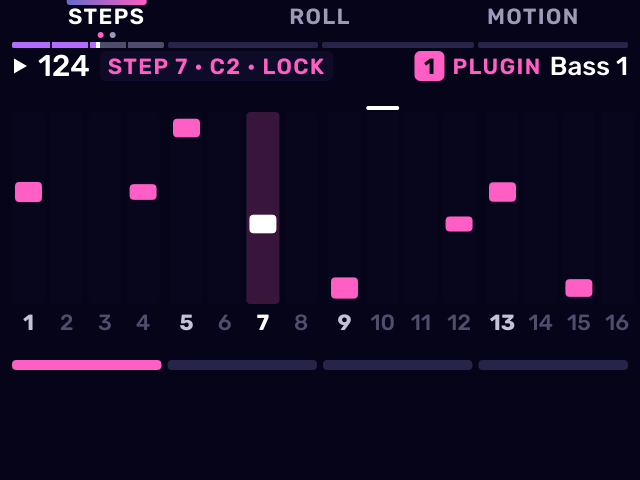 STEPS ROLL MOTION
124 STEP 7 • C2 • LOCK 1 PLUGIN Bass 1
1 2 3 4 5 6 7 8 9 10 11 12 13 14 15 16